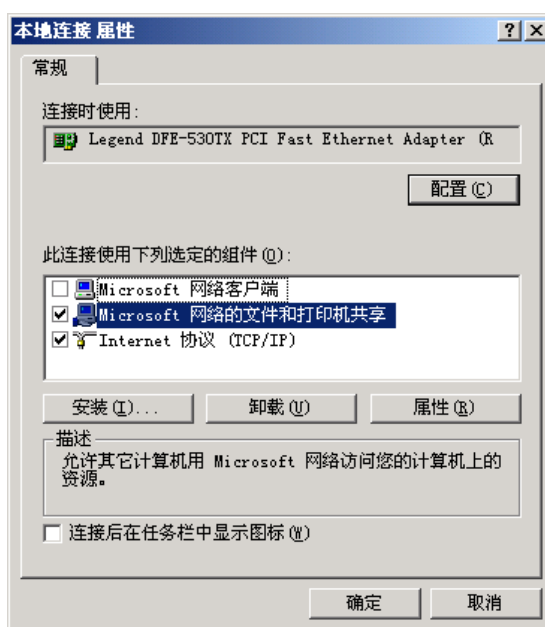 本地连接 属性
常规
连接时使用:
Legend DFE-530TX PCI Fast Ethernet Adapter (R
配置(C)
此连接使用下列选定的组件(O):
Microsoft 网络客户端
Microsoft 网络的文件和打印机共享
Internet 协议 (TCP/IP)
安装(I)... 卸载(U) 属性(R)
描述
允许其它计算机用 Microsoft 网络访问您的计算机上的
资源。
连接后在任务栏中显示图标(W)
确定 取消